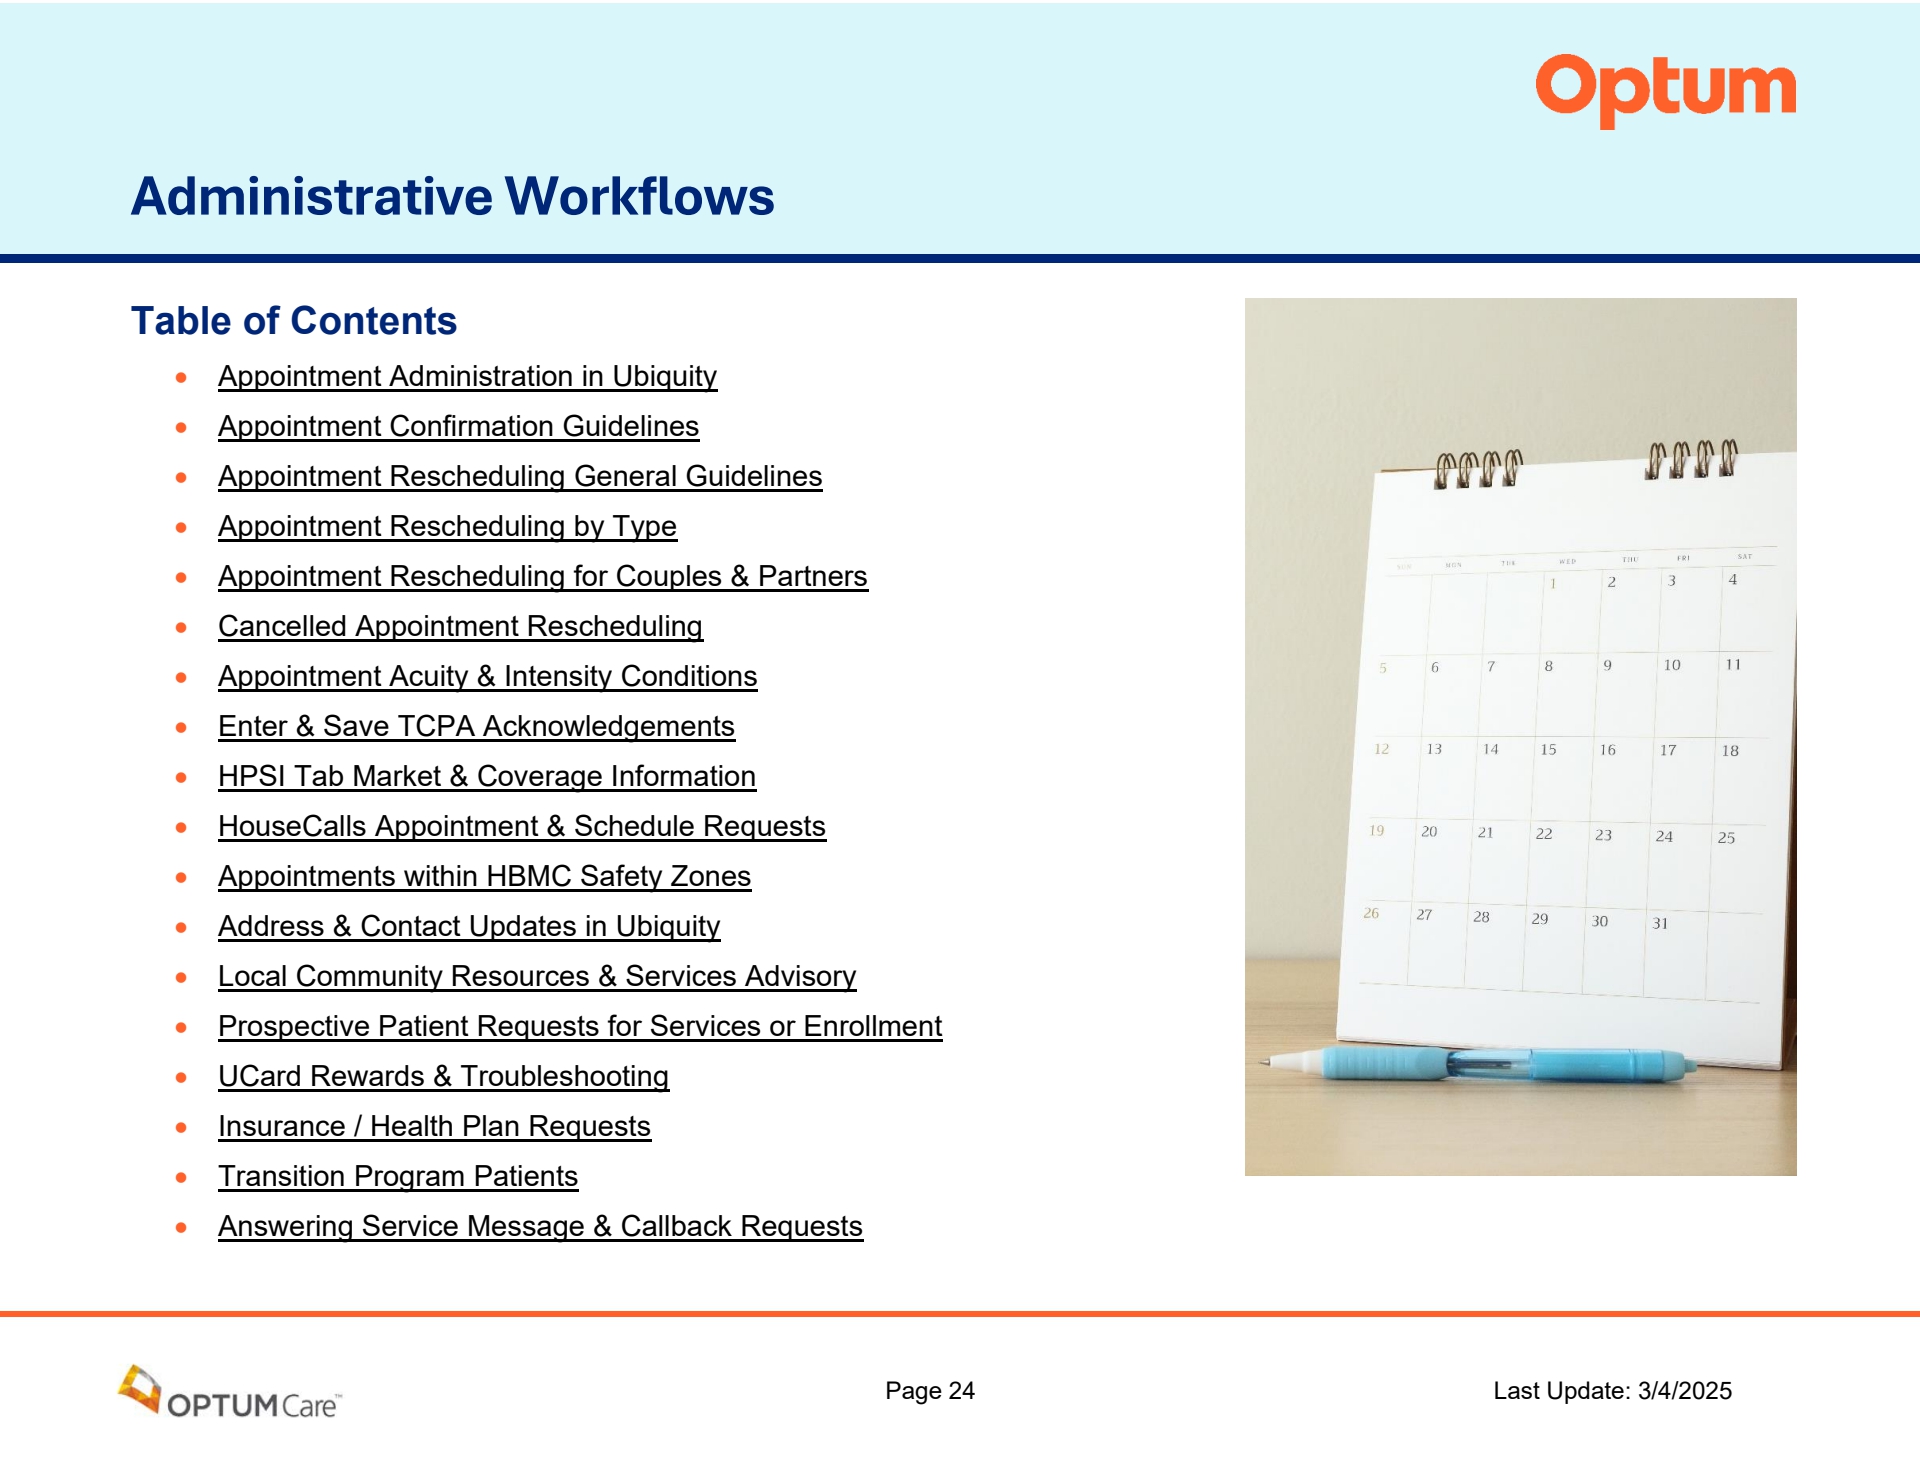 Optum
Administrative Workflows
Table of Contents
Appointment Administration in Ubiquity
Appointment Confirmation Guidelines
Appointment Rescheduling General Guidelines
Appointment Rescheduling by Type
Appointment Rescheduling for Couples & Partners
Cancelled Appointment Rescheduling
Appointment Acuity & Intensity Conditions
Enter & Save TCPA Acknowledgements
HPSI Tab Market & Coverage Information
HouseCalls Appointment & Schedule Requests
Appointments within HBMC Safety Zones
Address & Contact Updates in Ubiquity
Local Community Resources & Services Advisory
Prospective Patient Requests for Services or Enrollment
UCard Rewards & Troubleshooting
Insurance / Health Plan Requests
Transition Program Patients
Answering Service Message & Callback Requests
SUN MON TUE WED THU FRI SAT
1 2 3 4
5 6 7 8 9 10 11
12 13 14 15 16 17 18
19 20 21 22 23 24 25
26 27 28 29 30 31
OPTUMCare™
Page 24
Last Update: 3/4/2025